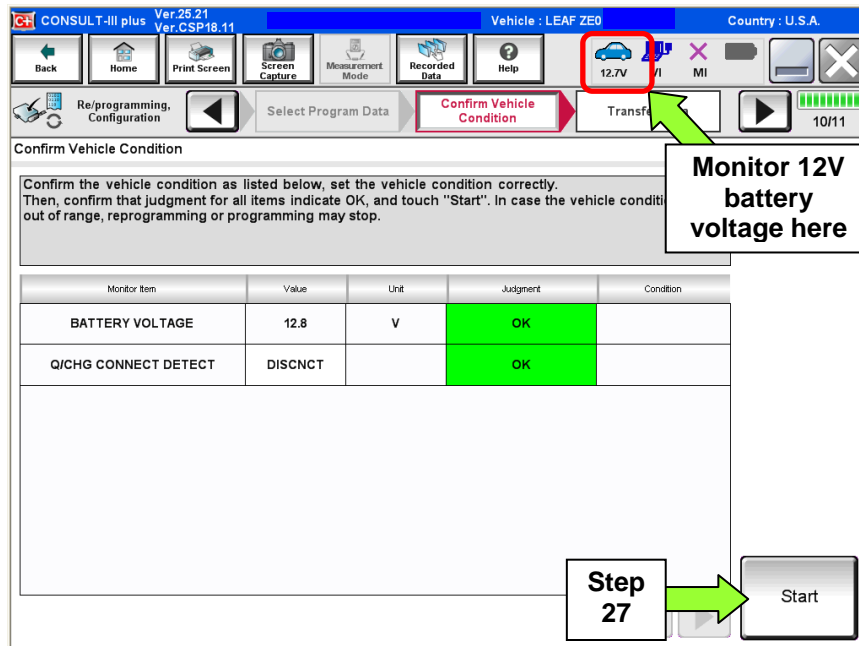 CONSULT-III plus Ver.25.21
Ver.CSP18.11
Vehicle : LEAF ZE0
Country : U.S.A.
Back
Home
Print Screen
Screen
Capture
Measurement
Mode
Recorded
Data
Help
12.7V
VI
MI
Re/programming,
Configuration
Select Program Data
Confirm Vehicle
Condition
10/11
Confirm Vehicle Condition
Monitor 12V
battery
voltage here
Confirm the vehicle condition as listed below, set the vehicle condition correctly.
Then, confirm that judgment for all items indicate OK, and touch "Start". In case the vehicle
out of range, reprogramming or programming may stop.
Monitor Item Value Unit Judgment Condition
BATTERY VOLTAGE 12.8 V OK
Q/CHG CONNECT DETECT DISCNCT OK
Step
27
Start